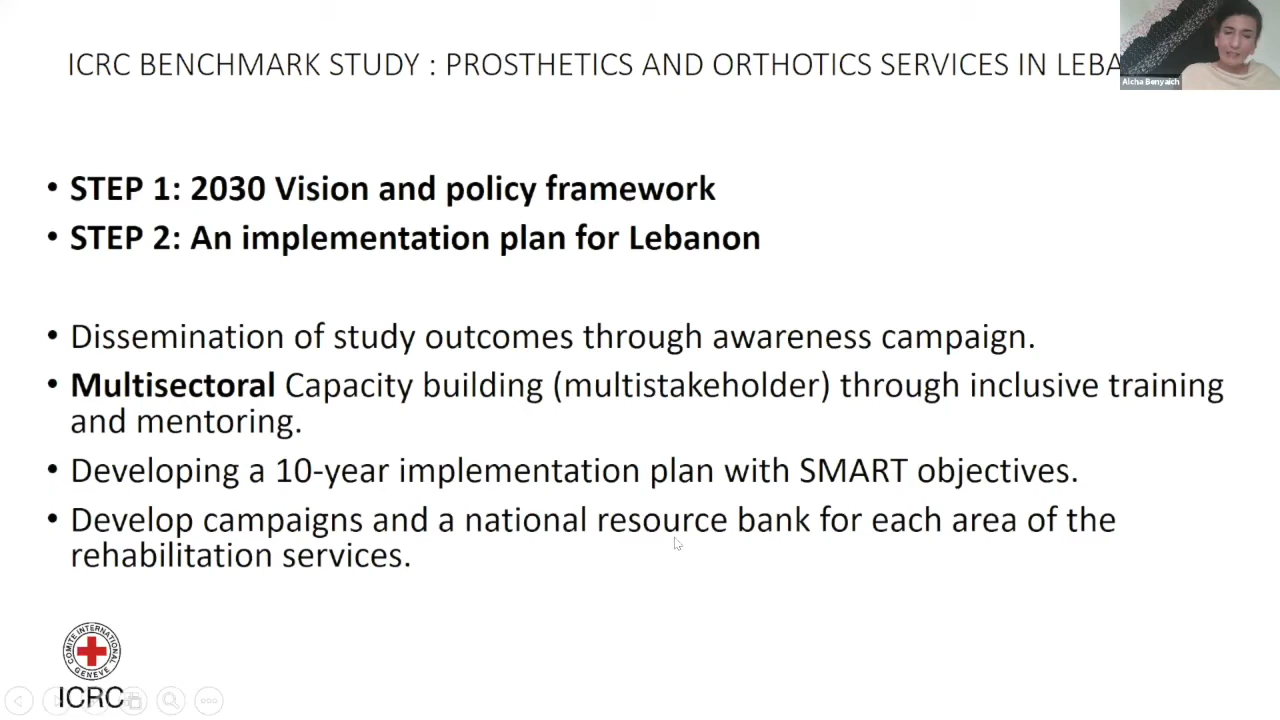 ICRC BENCHMARK STUDY : PROSTHETICS AND ORTHOTICS SERVICES IN LEBA
Aicha Benyaich
• STEP 1: 2030 Vision and policy framework
• STEP 2: An implementation plan for Lebanon
• Dissemination of study outcomes through awareness campaign.
• Multisectoral Capacity building (multistakeholder) through inclusive training
and mentoring.
• Developing a 10-year implementation plan with SMART objectives.
• Develop campaigns and a national resource bank for each area of the
rehabilitation services.
COMITE INTERNATIONAL
GENEVE
ICRC